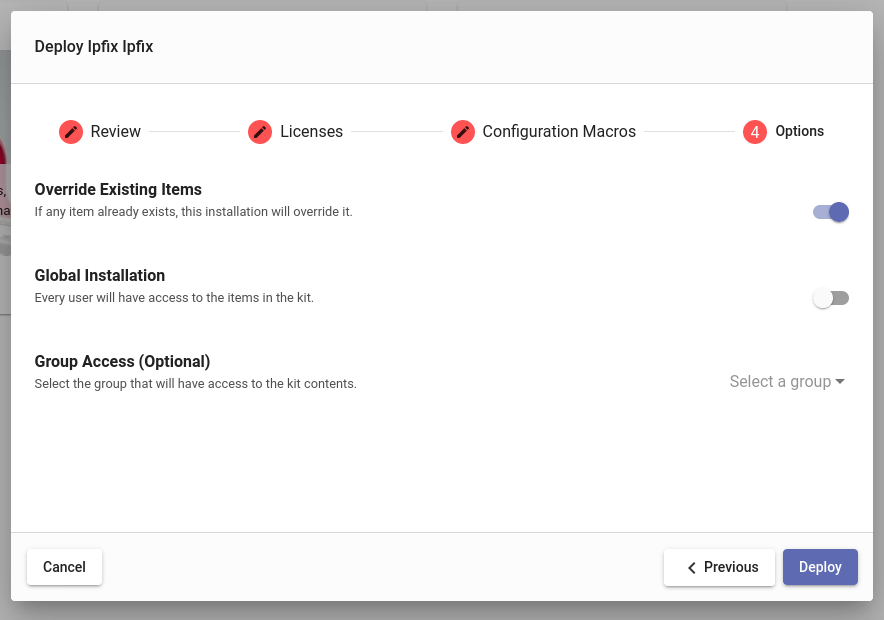 Deploy Ipfix Ipfix
Review
Licenses
Configuration Macros
4
Options
Override Existing Items
If any item already exists, this installation will override it.
Global Installation
Every user will have access to the items in the kit.
Group Access (Optional)
Select the group that will have access to the kit contents.
Select a group
Cancel
Previous
Deploy